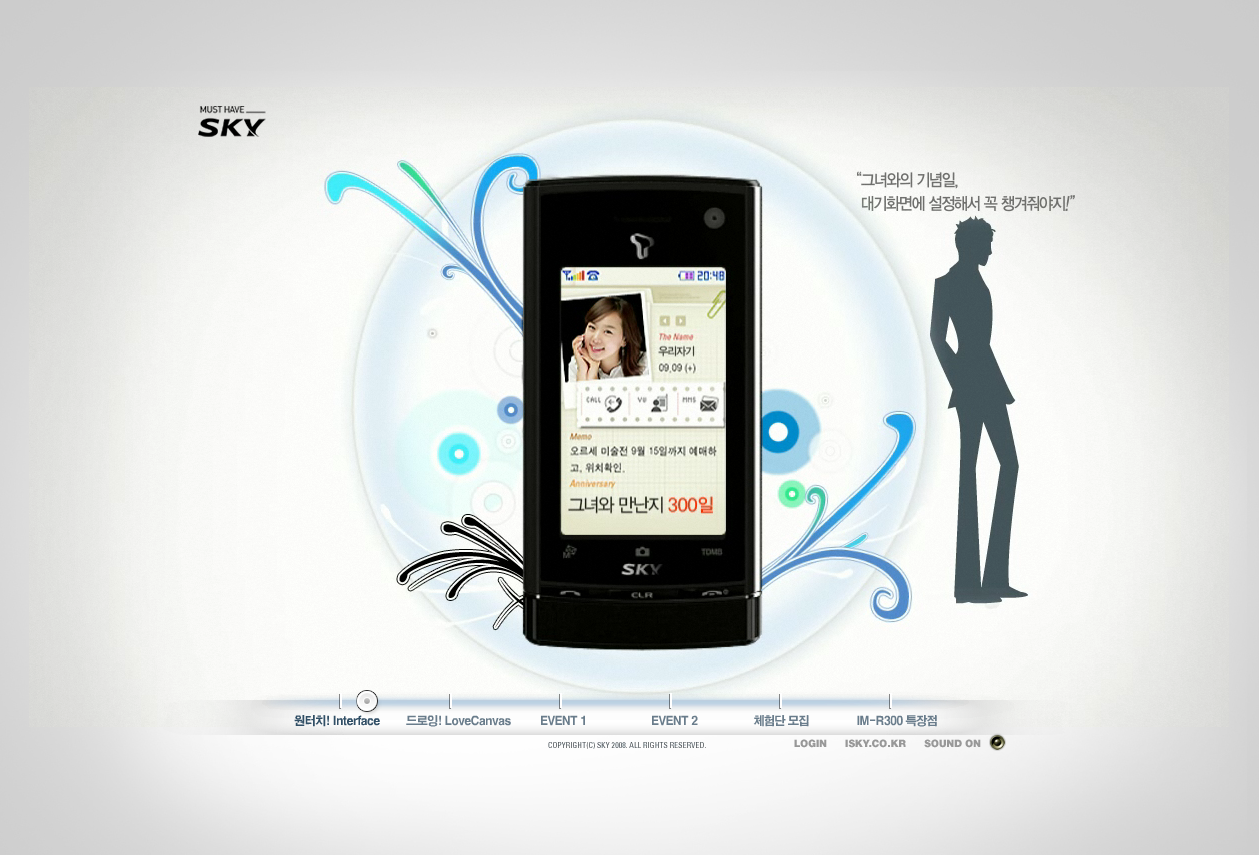 MUST HAVE
SKY
“그녀와의 기념일,
대기화면에 설정해서 꼭 챙겨줘야지!”
20:48
The Name
우리자기
09.09 (+)
CALL VU MMS
Memo
오르세 미술전 9월 15일까지 예매하
고, 위치확인.
Anniversary
그녀와 만난지 300일
TDMB
SKY
CLR
원터치! Interface 드로잉! LoveCanvas EVENT 1 EVENT 2 체험단 모집 IM-R300 특장점
COPYRIGHT(C) SKY 2008. ALL RIGHTS RESERVED. LOGIN ISKY.CO.KR SOUND ON